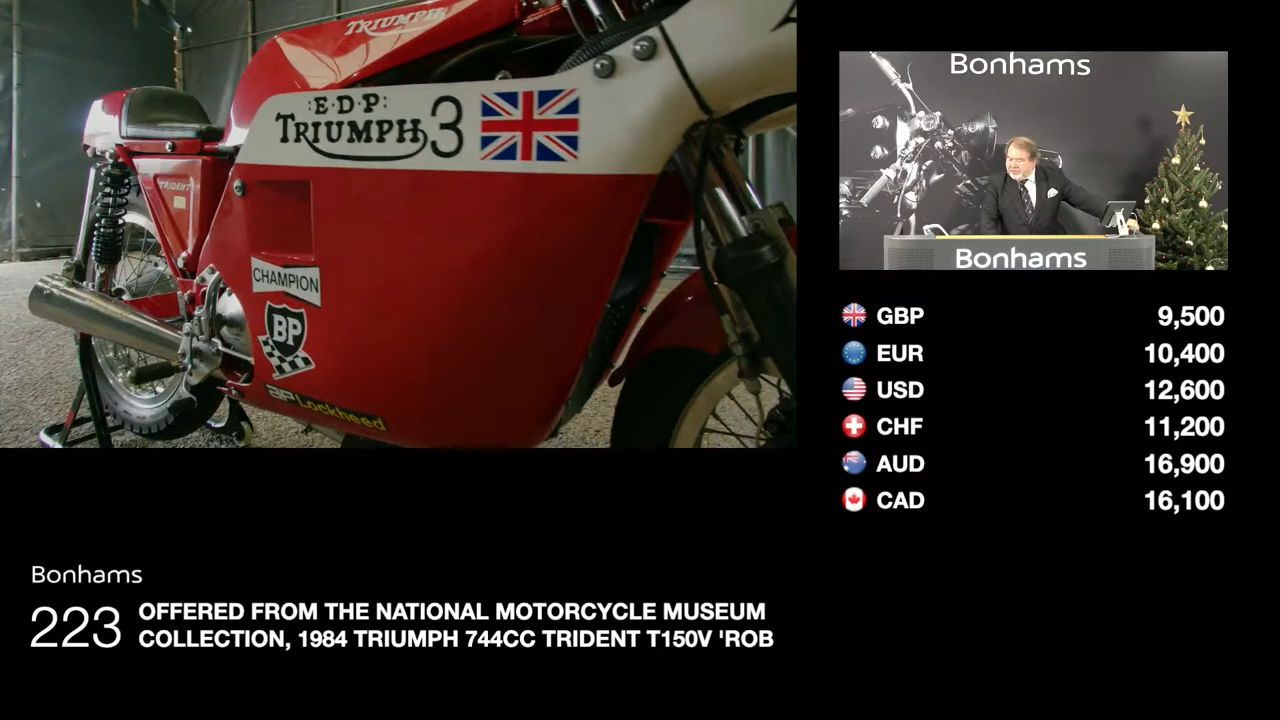 TRIUMPH
:E·D·P:
TRIUMPH 3
TRIDENT
CHAMPION
BP
AP Lockheed
Bonhams
Bonhams
GBP 9,500
EUR 10,400
USD 12,600
CHF 11,200
AUD 16,900
CAD 16,100
Bonhams
223 OFFERED FROM THE NATIONAL MOTORCYCLE MUSEUM
COLLECTION, 1984 TRIUMPH 744CC TRIDENT T150V 'ROB